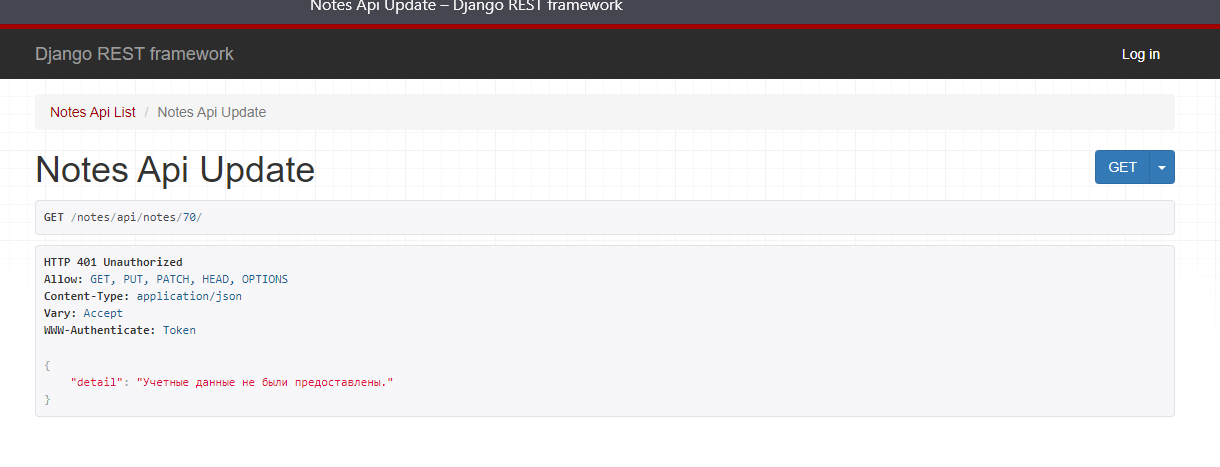 Notes Api Update – Django REST framework
Django REST framework
Log in
Notes Api List / Notes Api Update
Notes Api Update
GET
GET /notes/api/notes/70/
HTTP 401 Unauthorized
Allow: GET, PUT, PATCH, HEAD, OPTIONS
Content-Type: application/json
Vary: Accept
WWW-Authenticate: Token
{
    "detail": "Учетные данные не были предоставлены."
}